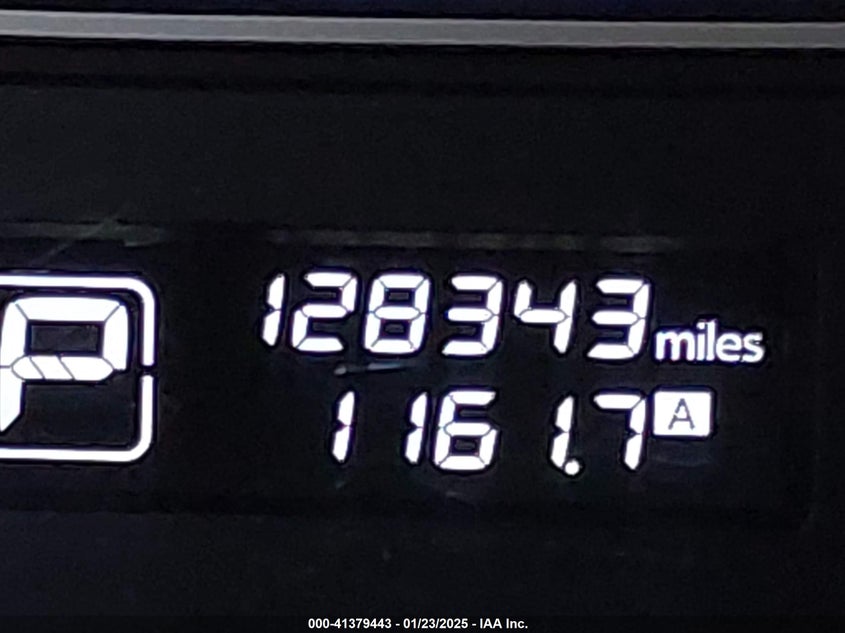 P
128343 miles
1161.7 A
000-41379443 - 01/23/2025 - IAA Inc.